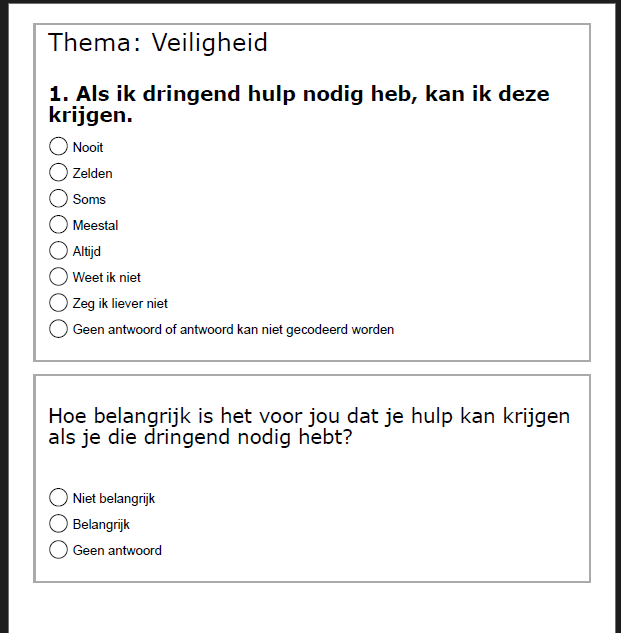 Thema: Veiligheid
1. Als ik dringend hulp nodig heb, kan ik deze
krijgen.
Nooit
Zelden
Soms
Meestal
Altijd
Weet ik niet
Zeg ik liever niet
Geen antwoord of antwoord kan niet gecodeerd worden
Hoe belangrijk is het voor jou dat je hulp kan krijgen
als je die dringend nodig hebt?
Niet belangrijk
Belangrijk
Geen antwoord